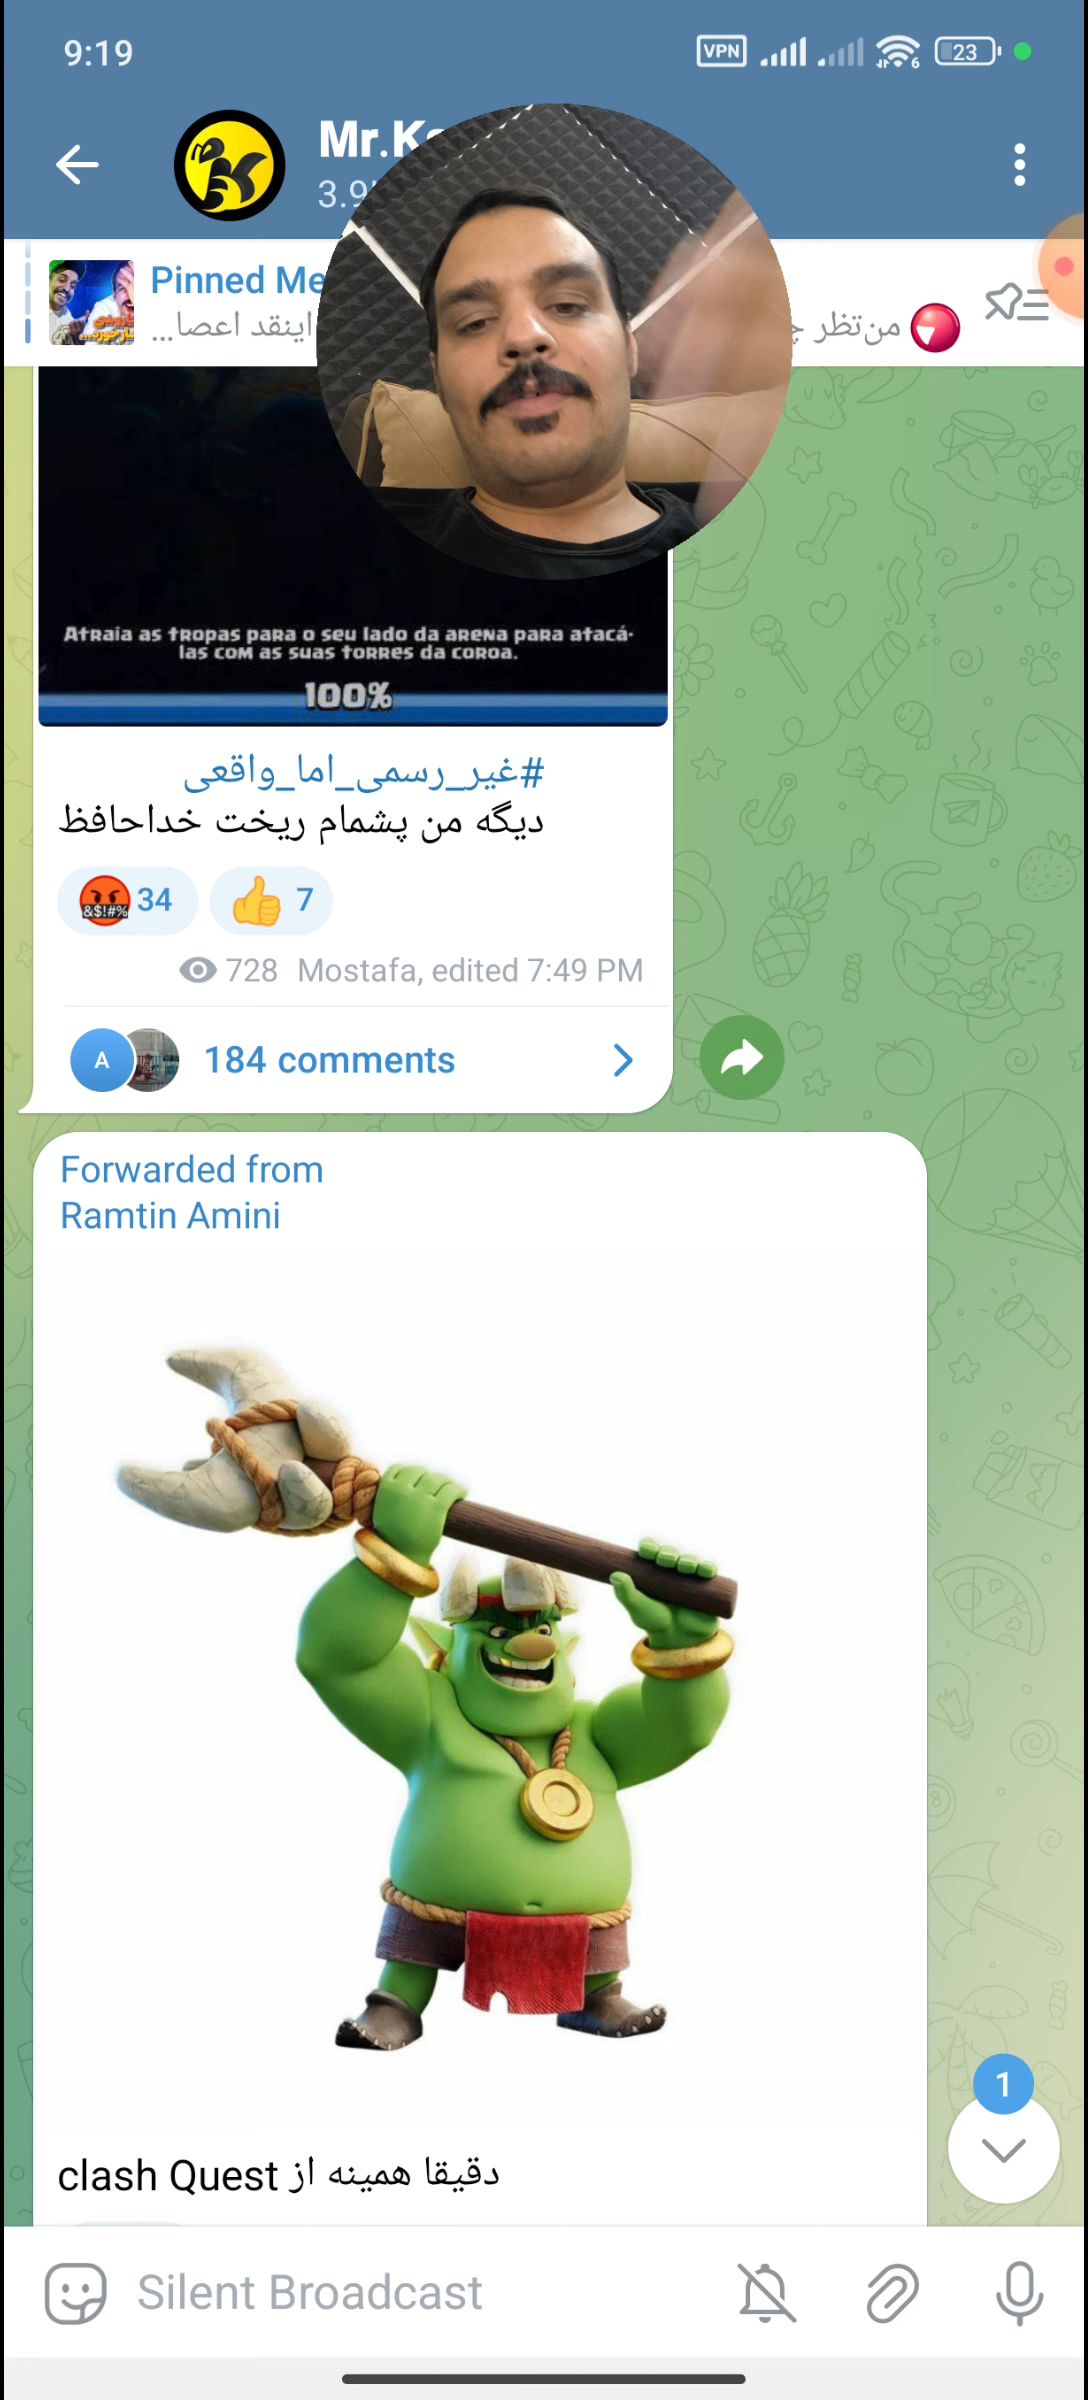 9:19
VPN
6
23
Mr.K
3.9
Pinned Me
من‌تظر
اینقد اعصا...
Atraia as tropas para o seu lado da arena para atacá-
las com as suas torres da coroa.
100%
#غیر_رسمی_اما_واقعی
دیگه من پشمام ریخت خداحافظ
&$!#% 34
7
728 Mostafa, edited 7:49 PM
A
184 comments
Forwarded from
Ramtin Amini
1
دقیقا همینه از clash Quest
Silent Broadcast